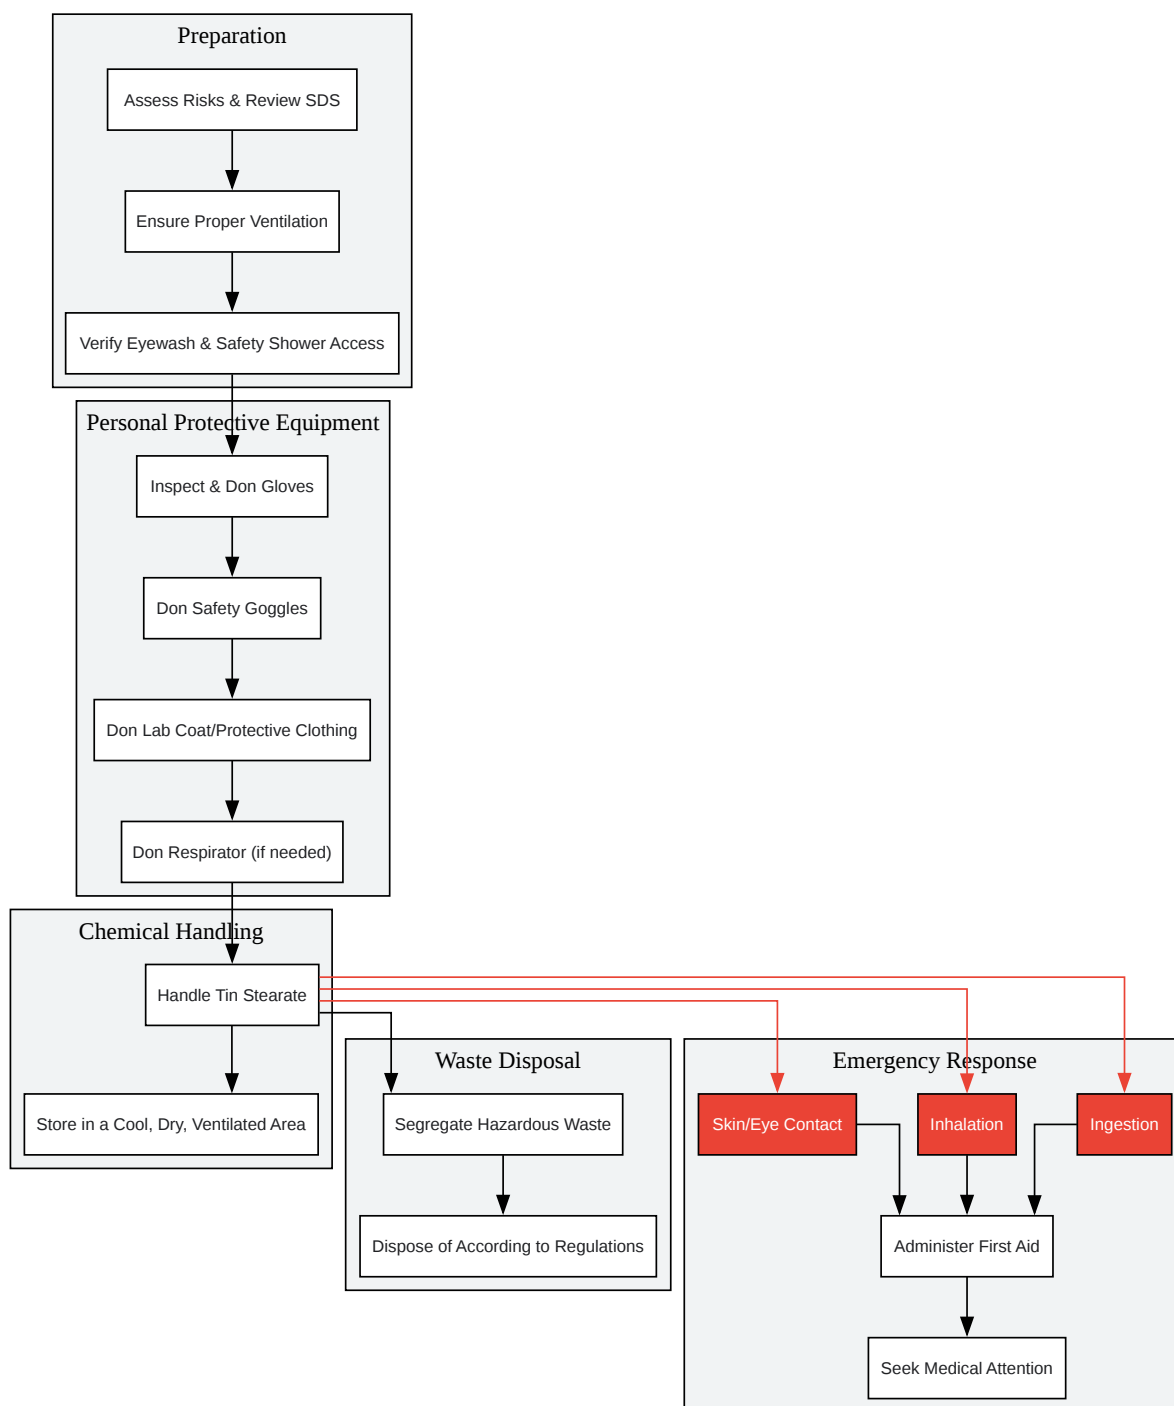 Preparation
Assess Risks & Review SDS
Ensure Proper Ventilation
Verify Eyewash & Safety Shower Access
Personal Protective Equipment
Inspect & Don Gloves
Don Safety Goggles
Don Lab Coat/Protective Clothing
Don Respirator (if needed)
Chemical Handling
Handle Tin Stearate
Store in a Cool, Dry, Ventilated Area
Waste Disposal
Segregate Hazardous Waste
Dispose of According to Regulations
Emergency Response
Skin/Eye Contact
Inhalation
Ingestion
Administer First Aid
Seek Medical Attention